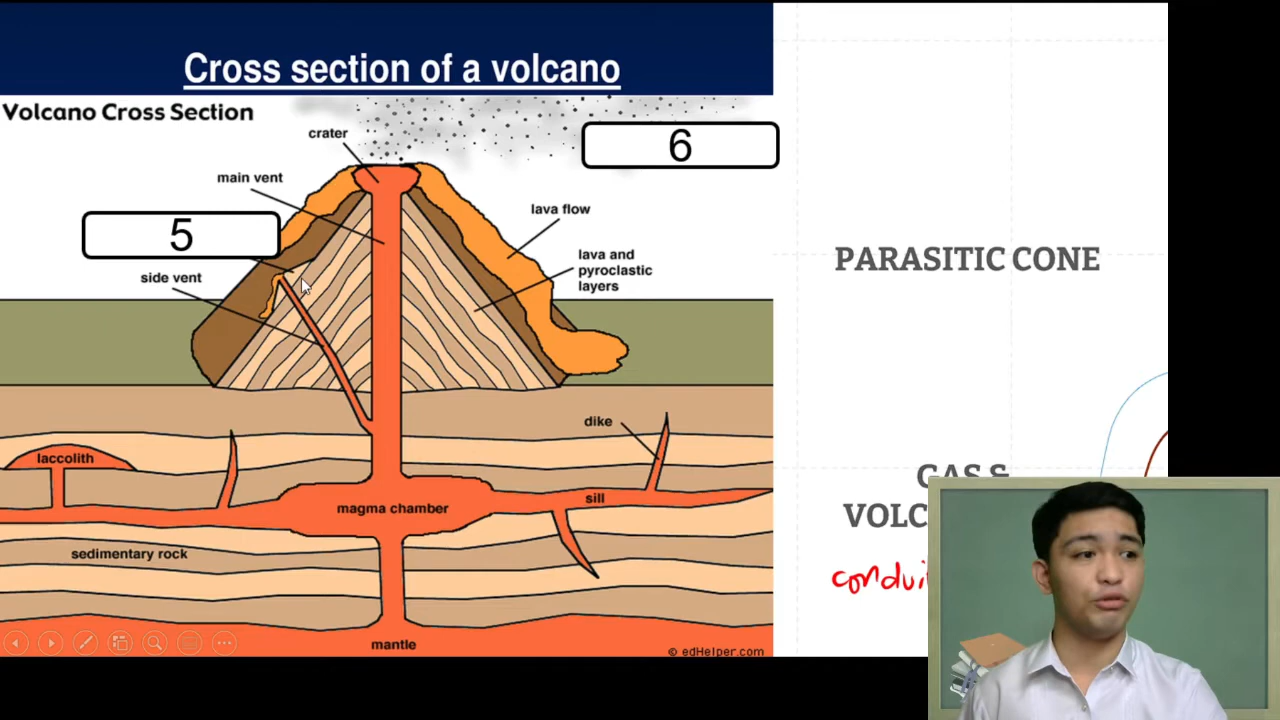 Cross section of a volcano
Volcano Cross Section
crater
6
main vent
lava flow
5
lava and
pyroclastic
layers
side vent
PARASITIC CONE
dike
laccolith
GAS &
sill
magma chamber
sedimentary rock
mantle
© edHelper.com